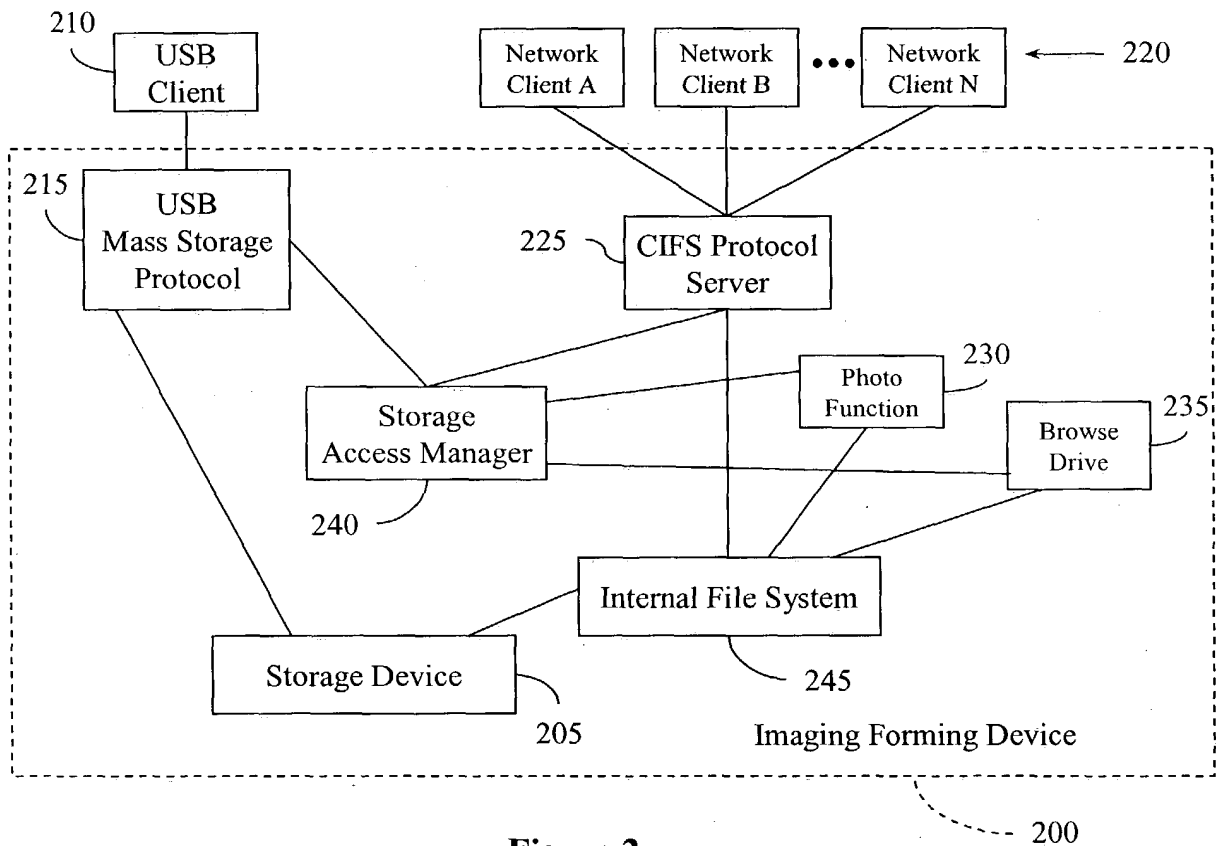 210
USB
Client
Network
Client A
Network
Client B
Network
Client N
220
215
USB
Mass Storage
Protocol
225
CIFS Protocol
Server
230
Photo
Function
235
Browse
Drive
Storage
Access Manager
240
Internal File System
245
Storage Device
205
Imaging Forming Device
200